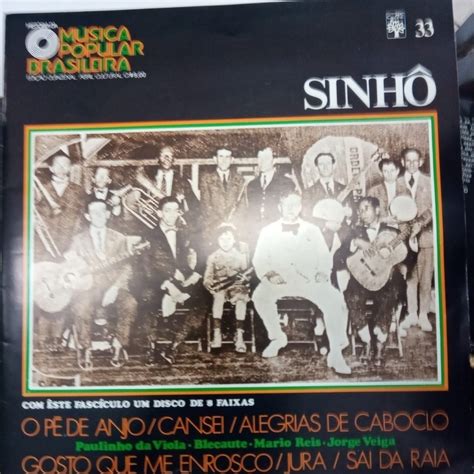 HISTÓRIA DA
MUSICA
POPULAR
BRASILEIRA
33
SINHÔ
COM ÊSTE FASCÍCULO UM DISCO DE 8 FAIXAS
O PÉ DE ANJO / CANSEI / ALEGRIAS DE CABOCLO
Paulinho da Viola · Blecaute · Mario Reis · Jorge Veiga
GOSTO QUE ME ENROSCO / JURA / SAI DA RAIA